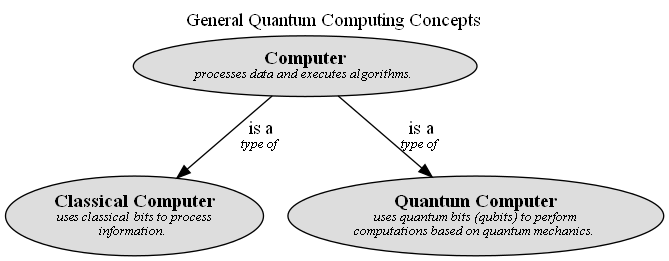 General Quantum Computing Concepts
Computer
processes data and executes algorithms.
is a
type of
is a
type of
Classical Computer
uses classical bits to process
information.
Quantum Computer
uses quantum bits (qubits) to perform
computations based on quantum mechanics.